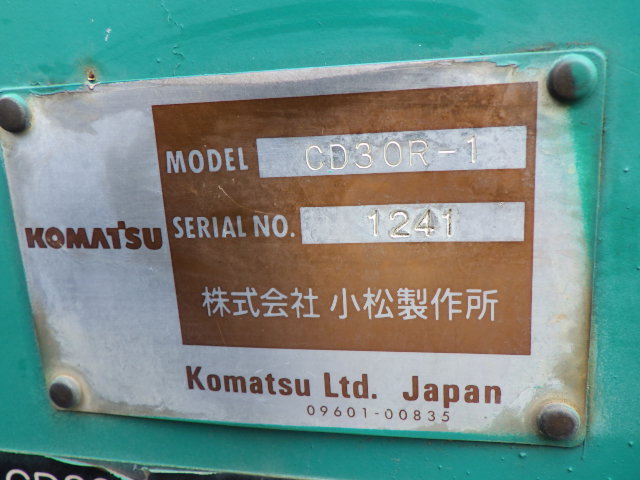 MODEL CD30R-1
KOMATSU
SERIAL NO. 1241
株式会社 小松製作所
Komatsu Ltd. Japan
09601-00835